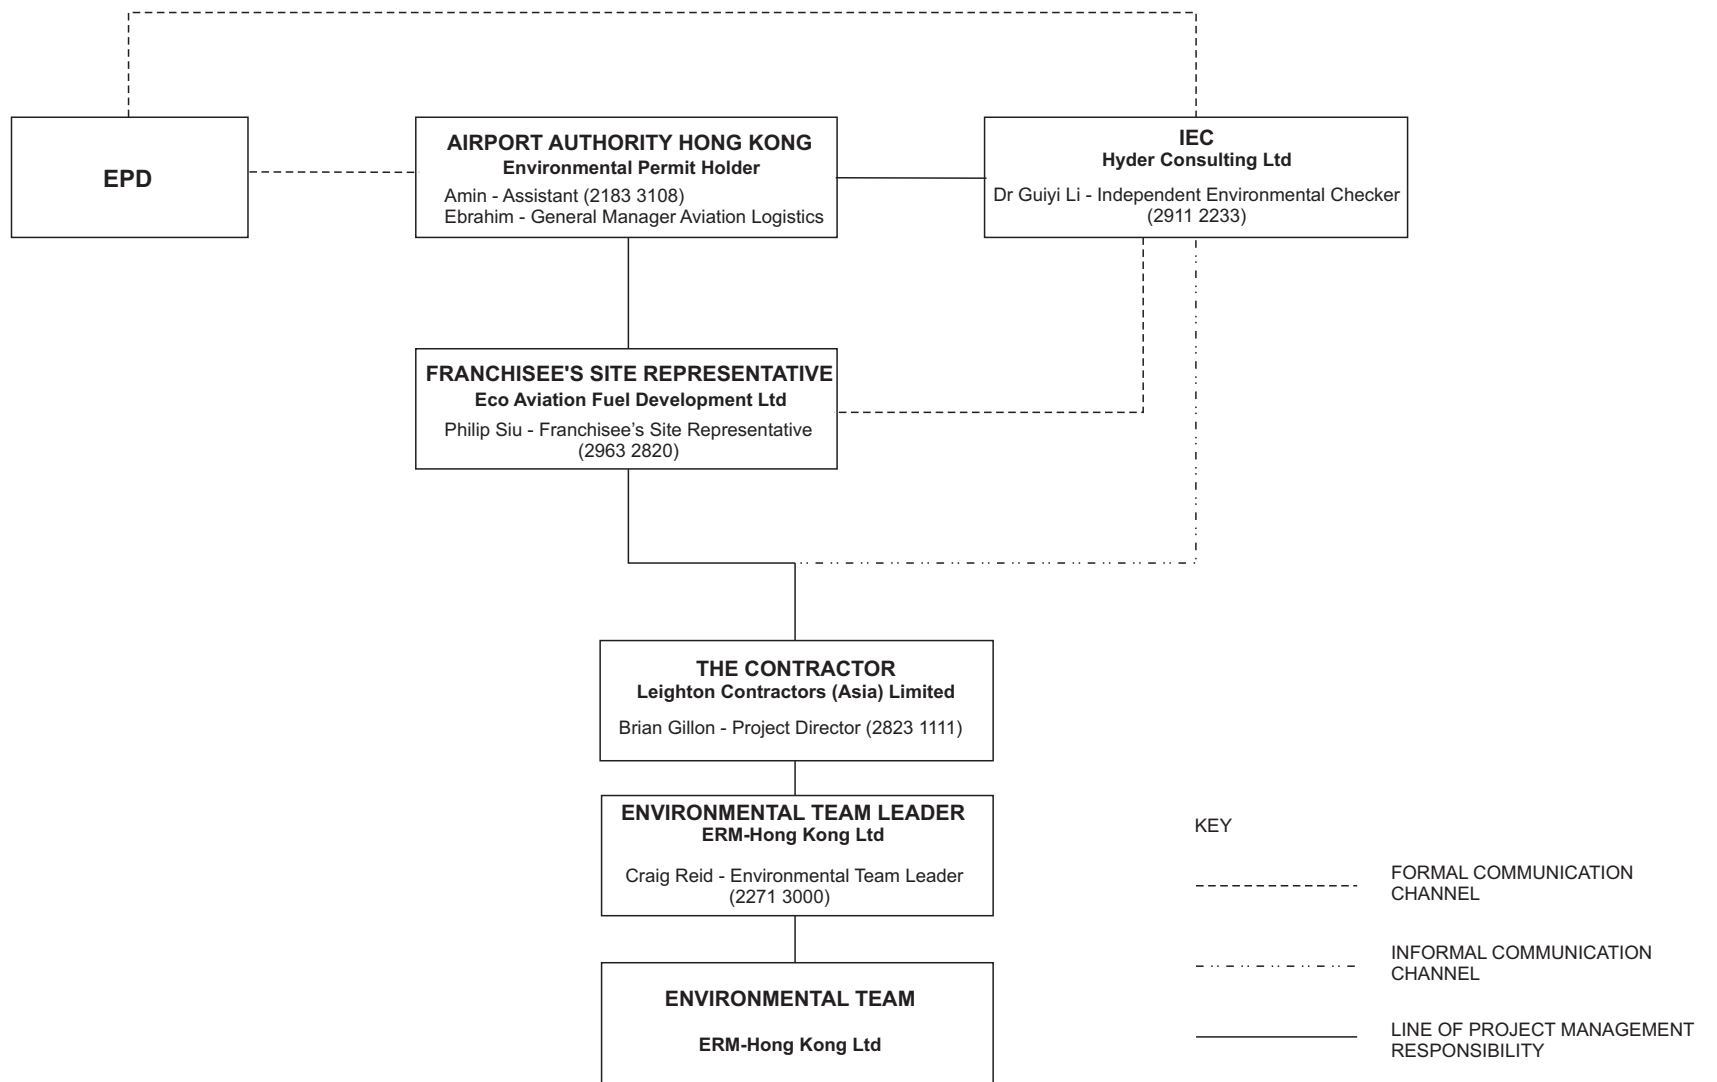 EPD
AIRPORT AUTHORITY HONG KONG
Environmental Permit Holder
Amin - Assistant (2183 3108)
Ebrahim - General Manager Aviation Logistics
IEC
Hyder Consulting Ltd
Dr Guiyi Li - Independent Environmental Checker
(2911 2233)
FRANCHISEE'S SITE REPRESENTATIVE
Eco Aviation Fuel Development Ltd
Philip Siu - Franchisee’s Site Representative
(2963 2820)
THE CONTRACTOR
Leighton Contractors (Asia) Limited
Brian Gillon - Project Director (2823 1111)
ENVIRONMENTAL TEAM LEADER
ERM-Hong Kong Ltd
Craig Reid - Environmental Team Leader
(2271 3000)
ENVIRONMENTAL TEAM
ERM-Hong Kong Ltd
KEY
FORMAL COMMUNICATION
CHANNEL
INFORMAL COMMUNICATION
CHANNEL
LINE OF PROJECT MANAGEMENT
RESPONSIBILITY